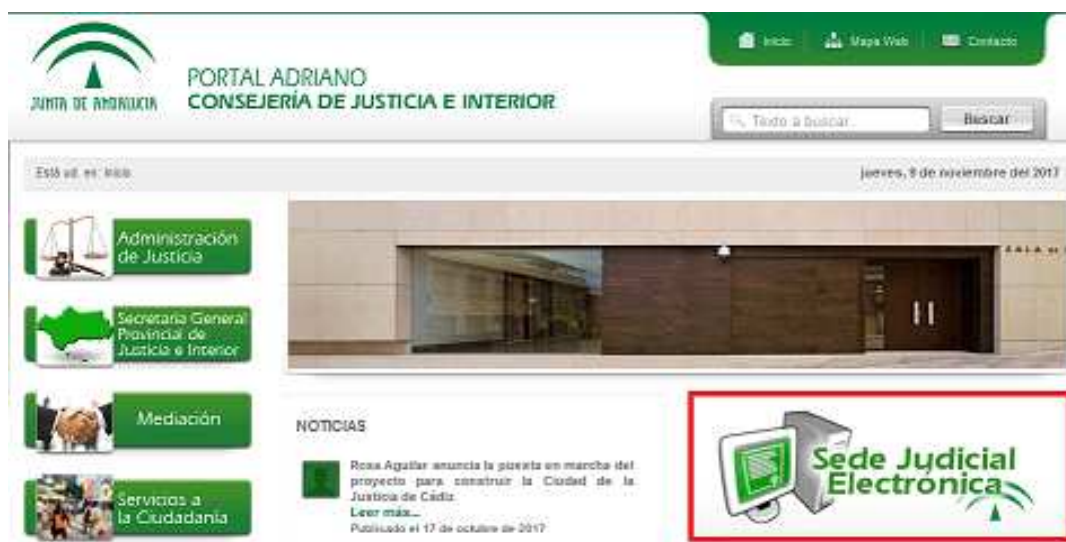 Inicio
Mapa Web
Contacto
JUNTA DE ANDALUCIA
PORTAL ADRIANO
CONSEJERÍA DE JUSTICIA E INTERIOR
Texto a buscar
Buscar
Está ud. en: Inicio
jueves, 9 de noviembre del 2017
Administración
de Justicia
SALA
Secretaría General
Provincial de
Justicia e Interior
Mediación
NOTICIAS
Rosa Aguilar anuncia la puesta en marcha del
proyecto para construir la Ciudad de la
Justicia de Cádiz
Leer más...
Publicado el 17 de octubre de 2017
Sede Judicial
Electrónica
Servicios a
la Ciudadanía